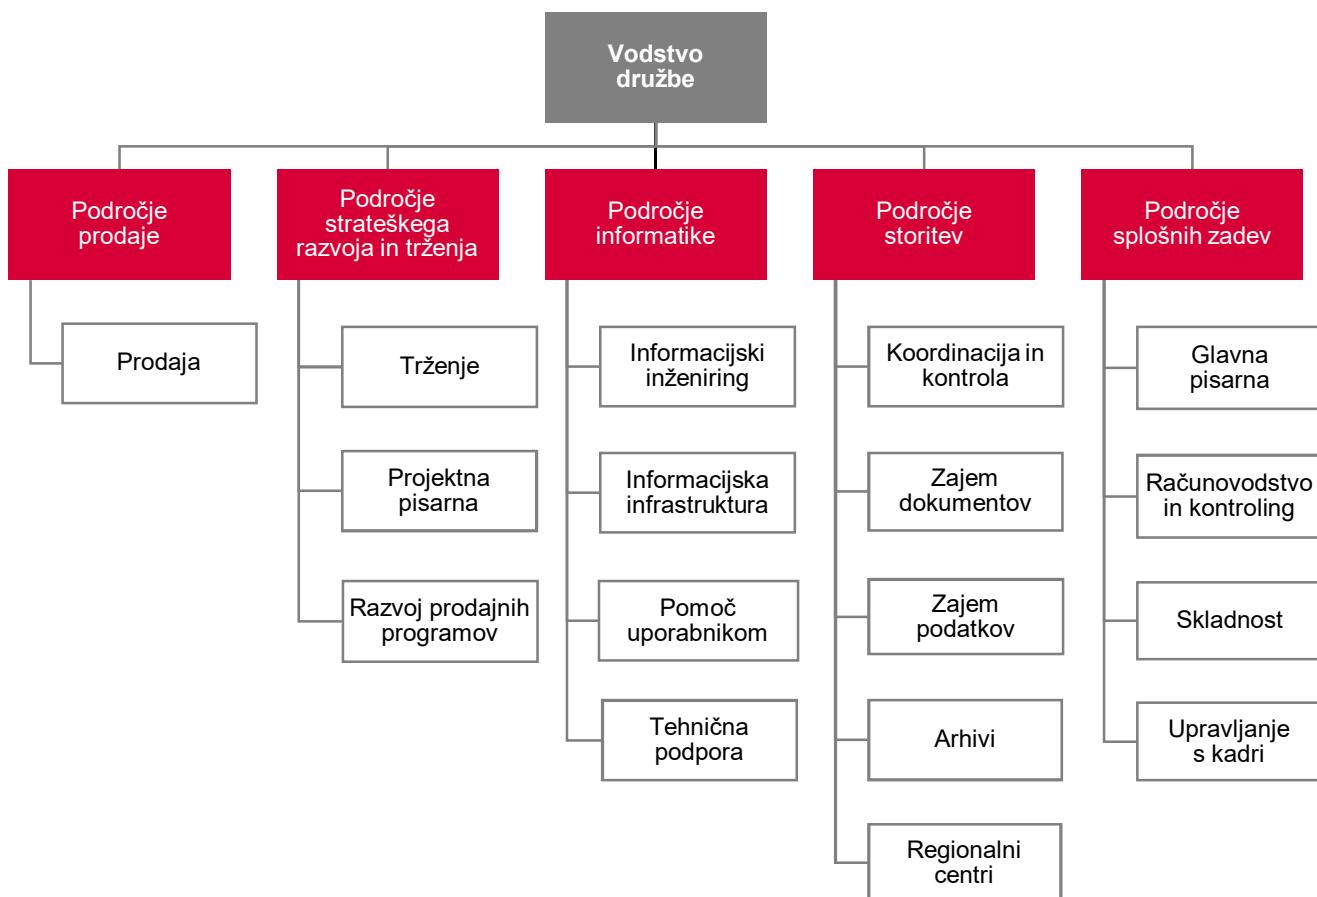 Vodstvo
družbe
Področje
prodaje
Področje
strateškega
razvoja in trženja
Področje
informatike
Področje
storitev
Področje
splošnih zadev
Prodaja
Trženje
Projektna
pisarna
Razvoj prodajnih
programov
Informacijski
inženiring
Informacijska
infrastruktura
Pomoč
uporabnikom
Tehnična
podpora
Koordinacija in
kontrola
Zajem
dokumentov
Zajem
podatkov
Arhivi
Regionalni
centri
Glavna
pisarna
Računovodstvo
in kontroling
Skladnost
Upravljanje
s kadri